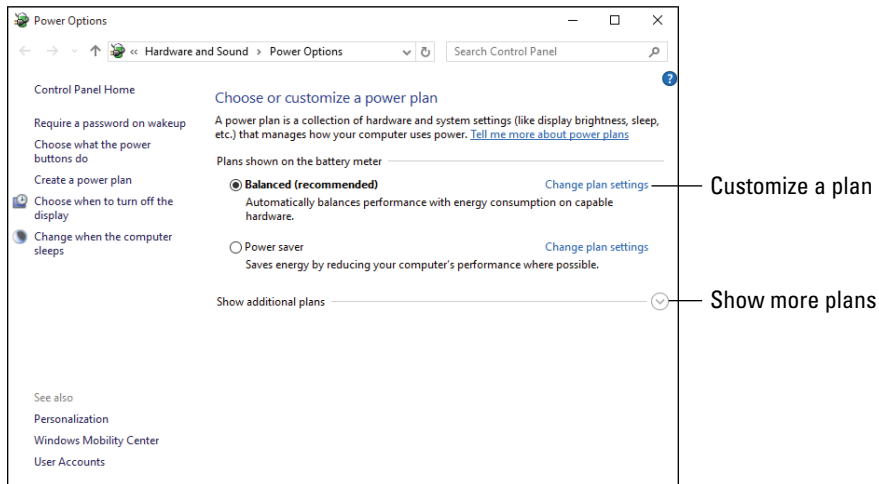 Power Options
« Hardware and Sound > Power Options
Search Control Panel
?
Control Panel Home
Require a password on wakeup
Choose what the power
buttons do
Create a power plan
Choose when to turn off the
display
Change when the computer
sleeps
Choose or customize a power plan
A power plan is a collection of hardware and system settings (like display brightness, sleep,
etc.) that manages how your computer uses power. Tell me more about power plans
Plans shown on the battery meter
Balanced (recommended) Change plan settings
Automatically balances performance with energy consumption on capable
hardware.
Power saver Change plan settings
Saves energy by reducing your computer's performance where possible.
Show additional plans
Customize a plan
Show more plans
See also
Personalization
Windows Mobility Center
User Accounts